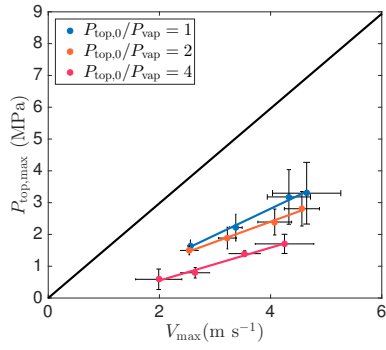 9
8
7
6
5
4
3
2
1
0
P_top,max (MPa)
P_top,0/P_vap = 1
P_top,0/P_vap = 2
P_top,0/P_vap = 4
0 2 4 6
V_max(m s⁻¹)